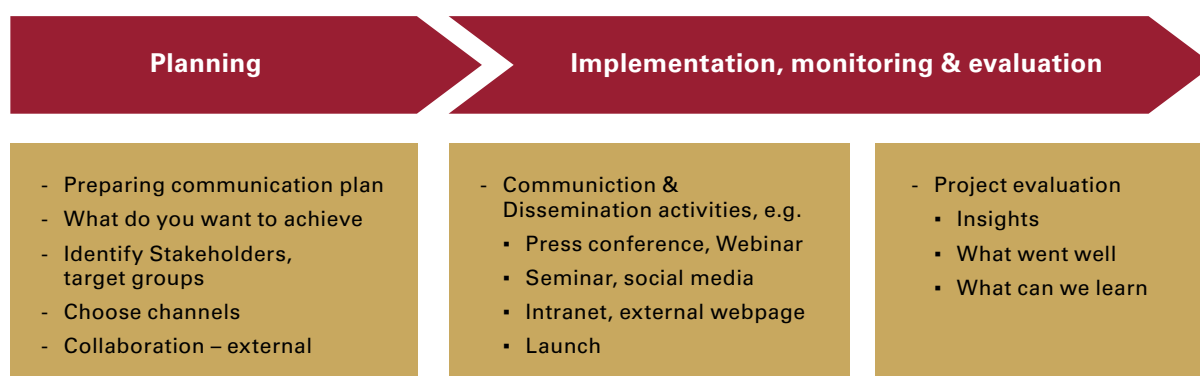 Planning
Implementation, monitoring & evaluation
- Preparing communication plan
- What do you want to achieve
- Identify Stakeholders,
target groups
- Choose channels
- Collaboration – external
- Communiction &
Dissemination activities, e.g.
▪ Press conference, Webinar
▪ Seminar, social media
▪ Intranet, external webpage
▪ Launch
- Project evaluation
▪ Insights
▪ What went well
▪ What can we learn